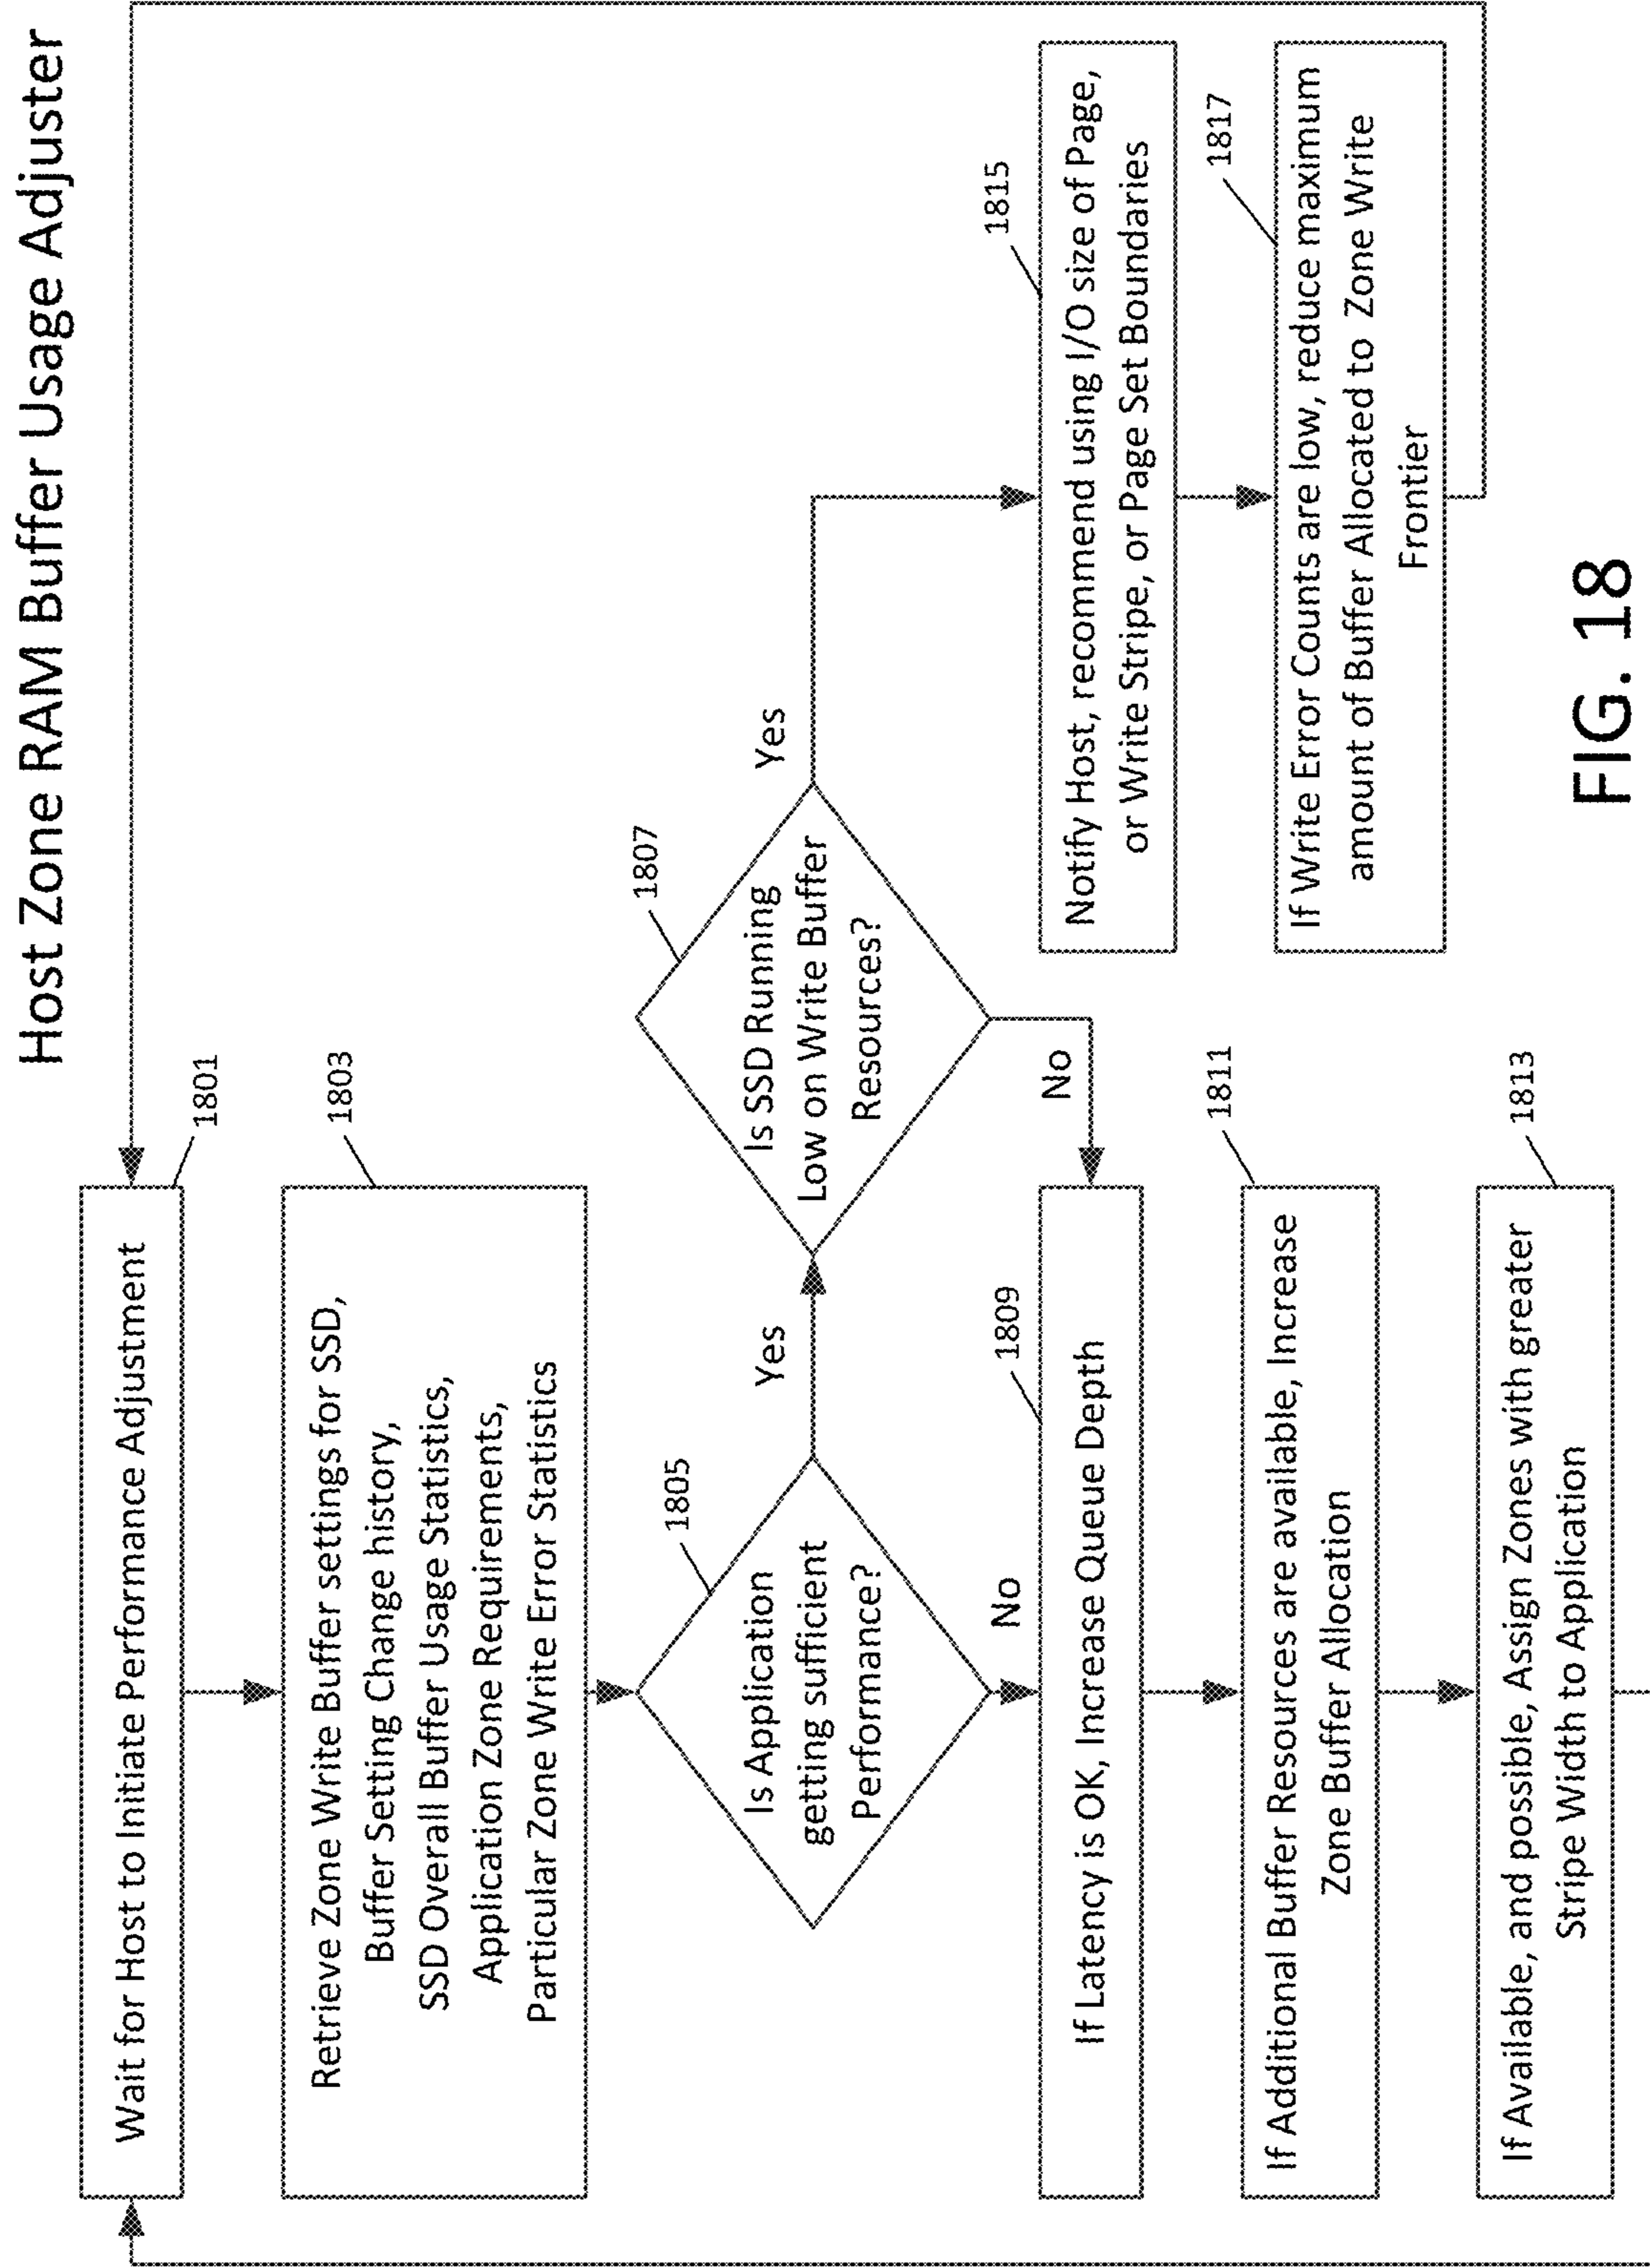 Host Zone RAM Buffer Usage Adjuster
1801
Wait for Host to Initiate Performance Adjustment
1803
Retrieve Zone Write Buffer settings for SSD,
Buffer Setting Change history,
SSD Overall Buffer Usage Statistics,
Application Zone Requirements,
Particular Zone Write Error Statistics
1805
Is Application
getting sufficient
Performance?
Yes
No
1807
Is SSD Running
Low on Write Buffer
Resources?
Yes
No
1809
If Latency is OK, Increase Queue Depth
1811
If Additional Buffer Resources are available, Increase
Zone Buffer Allocation
1813
If Available, and possible, Assign Zones with greater
Stripe Width to Application
1815
Notify Host, recommend using I/O size of Page,
or Write Stripe, or Page Set Boundaries
1817
If Write Error Counts are low, reduce maximum
amount of Buffer Allocated to Zone Write
Frontier
FIG. 18